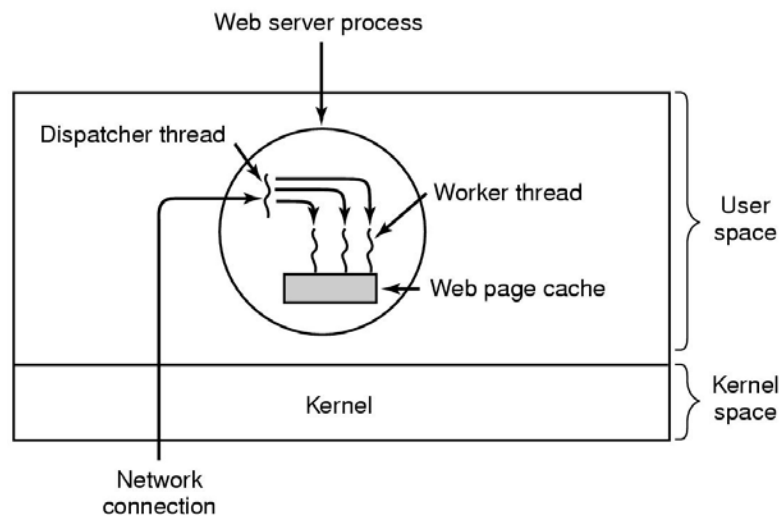 Web server process
Dispatcher thread
Worker thread
User
space
Web page cache
Kernel
Kernel
space
Network
connection